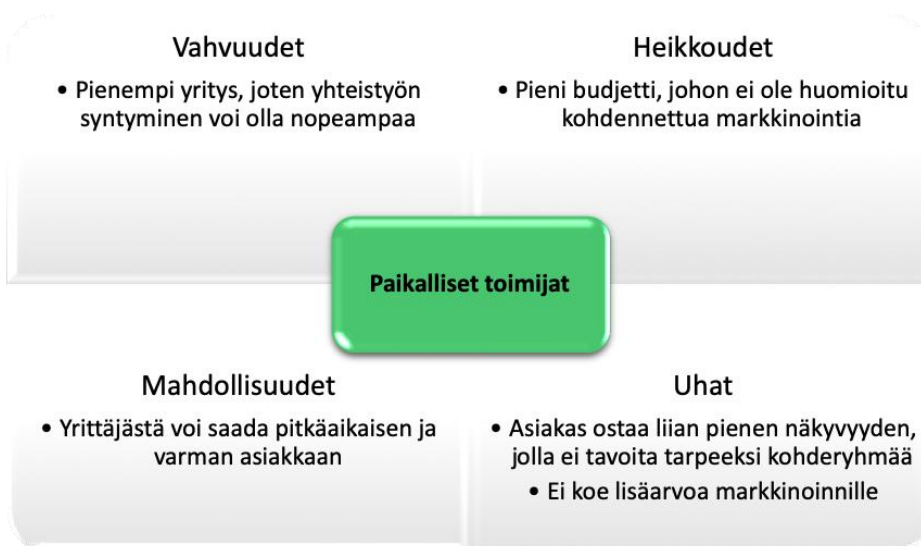 Vahvuudet
• Pienempi yritys, joten yhteistyön
syntyminen voi olla nopeampaa
Heikkoudet
• Pieni budjetti, johon ei ole huomioitu
kohdennettua markkinointia
Paikalliset toimijat
Mahdollisuudet
• Yrittäjästä voi saada pitkäaikaisen ja
varman asiakkaan
Uhat
• Asiakas ostaa liian pienen näkyvyyden,
jolla ei tavoita tarpeeksi kohderyhmää
• Ei koe lisäarvoa markkinoinnille